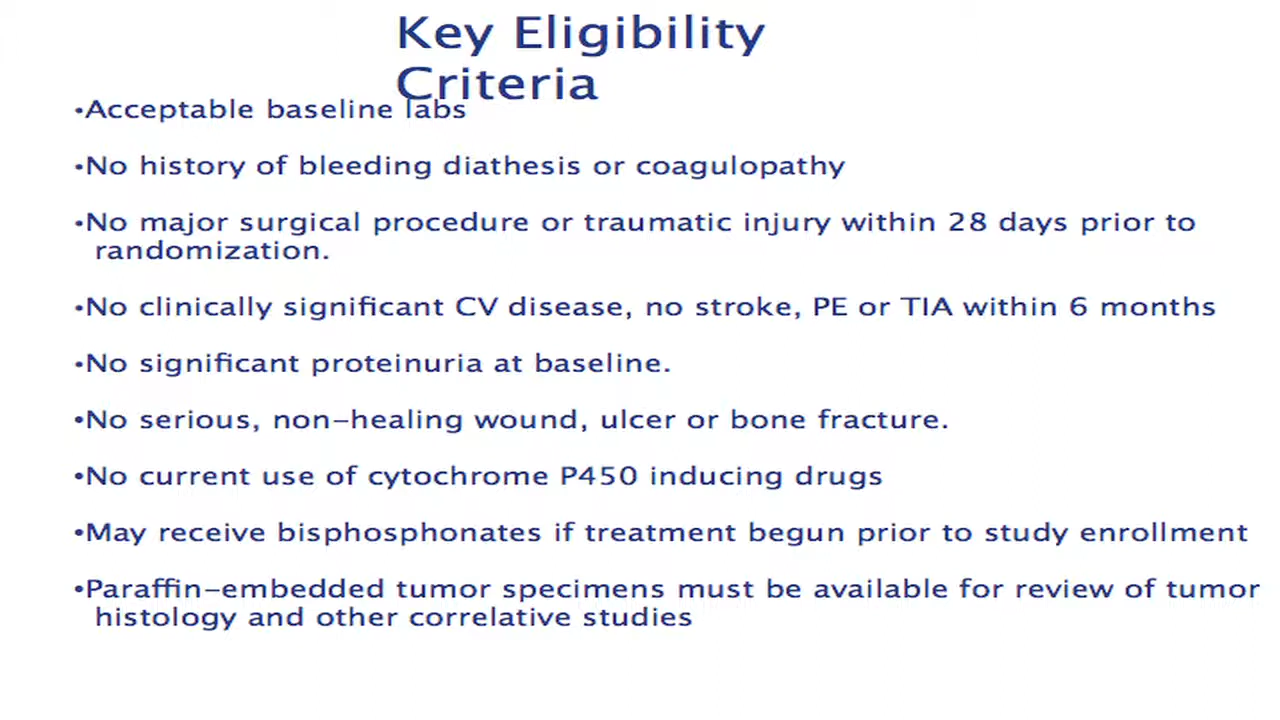 Key Eligibility
Criteria
•Acceptable baseline labs
•No history of bleeding diathesis or coagulopathy
•No major surgical procedure or traumatic injury within 28 days prior to
randomization.
•No clinically significant CV disease, no stroke, PE or TIA within 6 months
•No significant proteinuria at baseline.
•No serious, non–healing wound, ulcer or bone fracture.
•No current use of cytochrome P450 inducing drugs
•May receive bisphosphonates if treatment begun prior to study enrollment
•Paraffin–embedded tumor specimens must be available for review of tumor
histology and other correlative studies